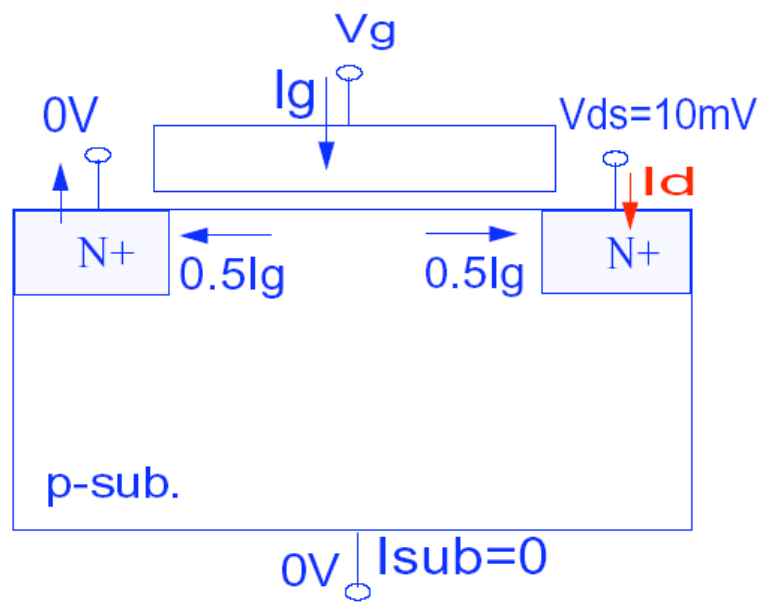 Vg
Ig
0V
Vds=10mV
Id
N+
N+
0.5Ig
0.5Ig
p-sub.
0V
Isub=0